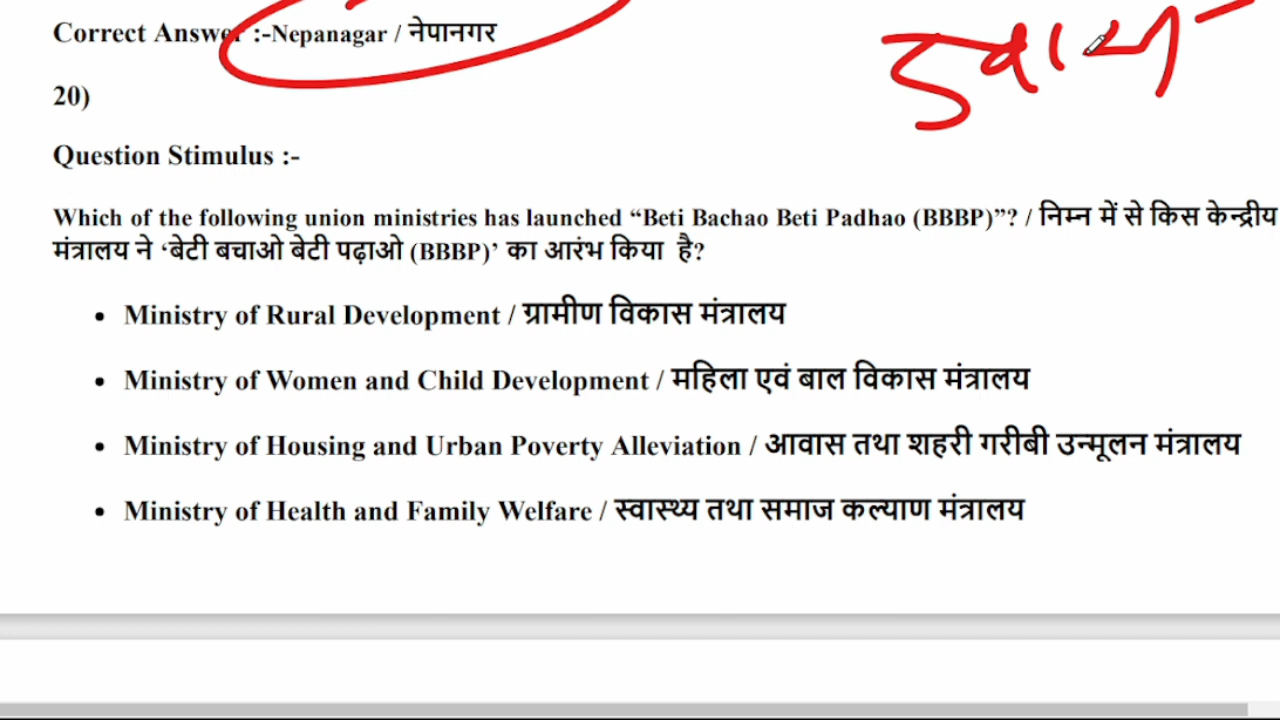 Correct Answer :-Nepanagar / नेपानगर
20)
Question Stimulus :-
Which of the following union ministries has launched “Beti Bachao Beti Padhao (BBBP)”? / निम्न में से किस केन्द्रीय
मंत्रालय ने ‘बेटी बचाओ बेटी पढ़ाओ (BBBP)’ का आरंभ किया है?
• Ministry of Rural Development / ग्रामीण विकास मंत्रालय
• Ministry of Women and Child Development / महिला एवं बाल विकास मंत्रालय
• Ministry of Housing and Urban Poverty Alleviation / आवास तथा शहरी गरीबी उन्मूलन मंत्रालय
• Ministry of Health and Family Welfare / स्वास्थ्य तथा समाज कल्याण मंत्रालय